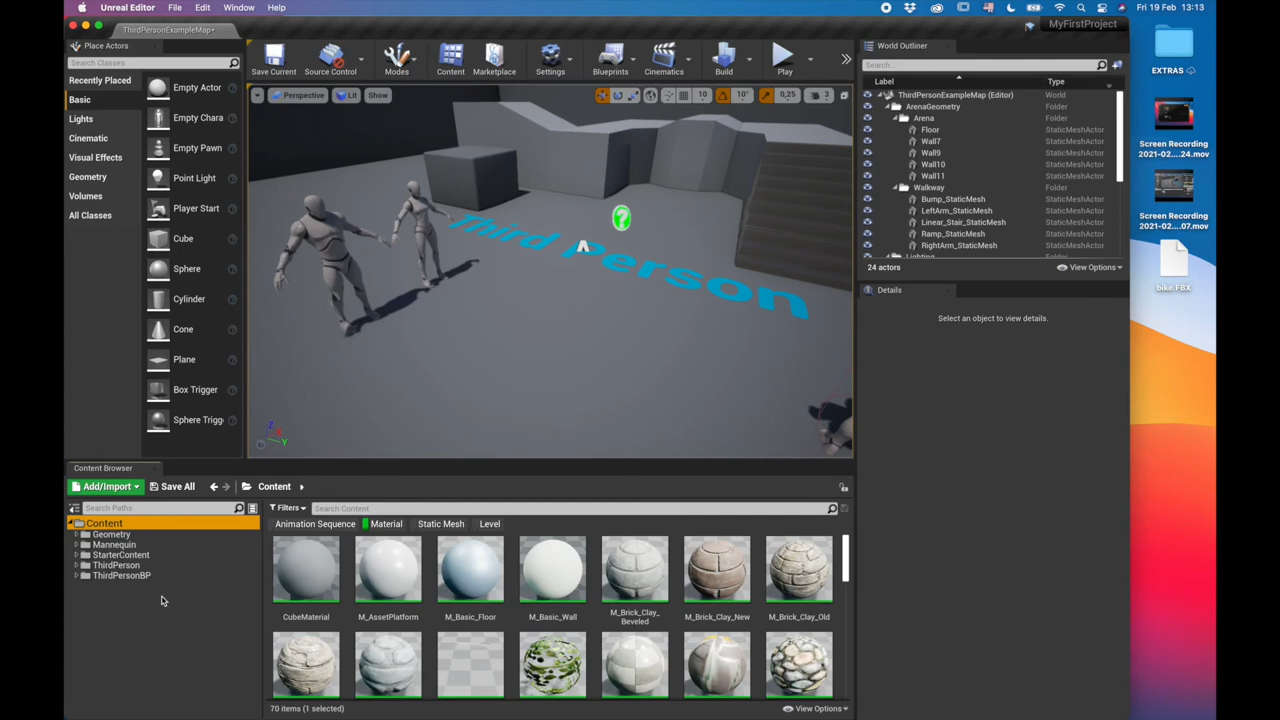 Unreal Editor File Edit Window Help
Fri 19 Feb 13:13
ThirdPersonExampleMap*
MyFirstProject
Place Actors
Search Classes
Recently Placed
Basic
Lights
Cinematic
Visual Effects
Geometry
Volumes
All Classes
Empty Actor
Empty Chara
Empty Pawn
Point Light
Player Start
Cube
Sphere
Cylinder
Cone
Plane
Box Trigger
Sphere Trigg
Save Current
Source Control
Modes
Content
Marketplace
Settings
Blueprints
Cinematics
Build
Play
Perspective
Lit
Show
10
10°
0,25
3
Third Person
Z
X
Y
World Outliner
Search...
Label Type
ThirdPersonExampleMap (Editor) World
ArenaGeometry Folder
Arena Folder
Floor StaticMeshActor
Wall7 StaticMeshActor
Wall9 StaticMeshActor
Wall10 StaticMeshActor
Wall11 StaticMeshActor
Walkway Folder
Bump_StaticMesh StaticMeshActor
LeftArm_StaticMesh StaticMeshActor
Linear_Stair_StaticMesh StaticMeshActor
Ramp_StaticMesh StaticMeshActor
RightArm_StaticMesh StaticMeshActor
Lighting Folder
24 actors
View Options
Details
Select an object to view details.
EXTRAS
Screen Recording
2021-02....24.mov
Screen Recording
2021-02....07.mov
bike.FBX
Content Browser
Add/Import
Save All
Content
Search Paths
Content
Geometry
Mannequin
StarterContent
ThirdPerson
ThirdPersonBP
Filters
Search Content
Animation Sequence
Material
Static Mesh
Level
CubeMaterial
M_AssetPlatform
M_Basic_Floor
M_Basic_Wall
M_Brick_Clay_
Beveled
M_Brick_Clay_New
M_Brick_Clay_Old
70 items (1 selected)
View Options